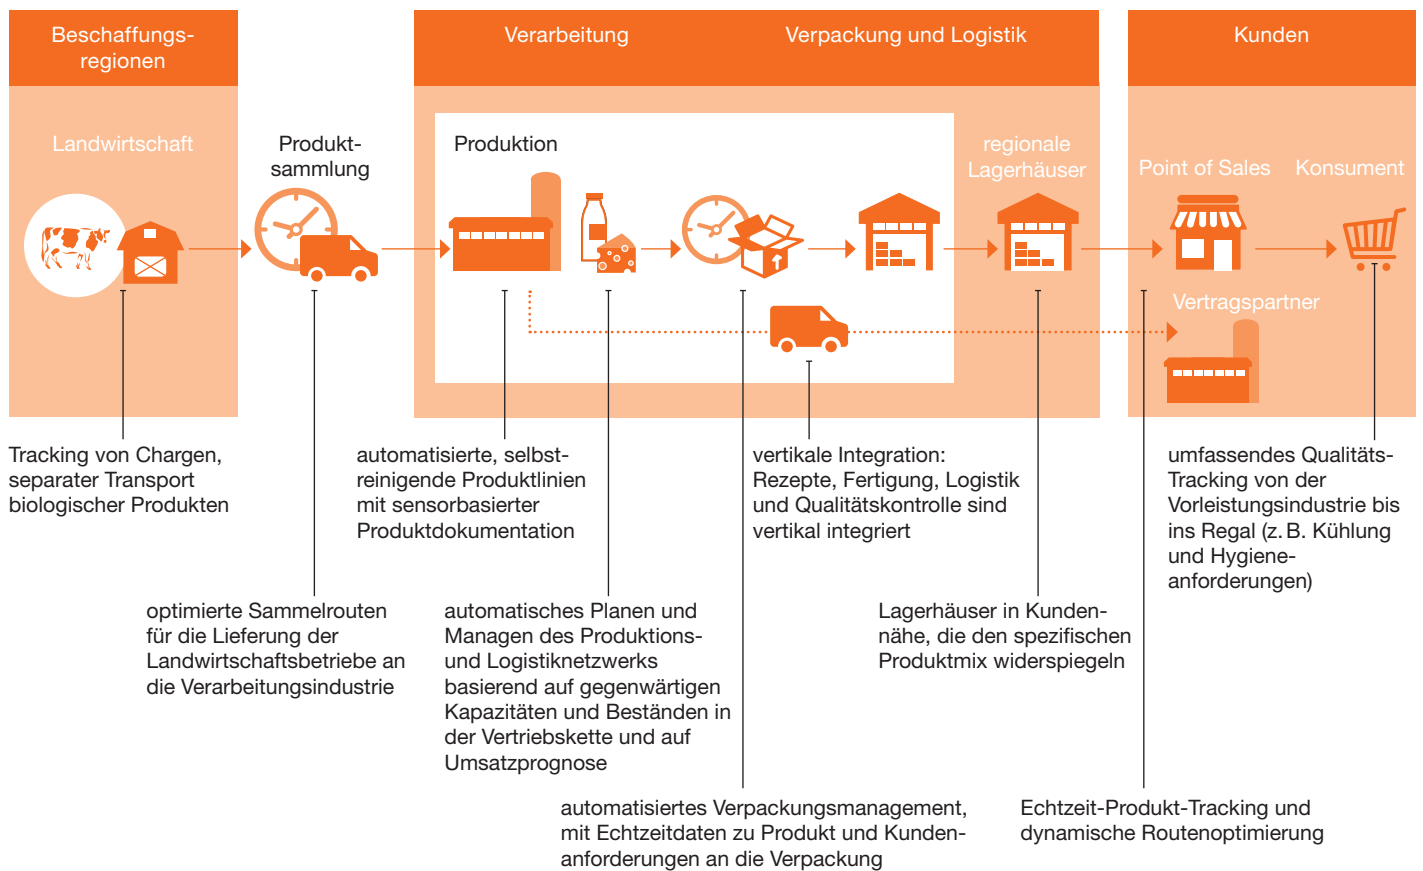 Beschaffungs-
regionen
Verarbeitung
Verpackung und Logistik
Kunden
Landwirtschaft
Produkt-
sammlung
Produktion
regionale
Lagerhäuser
Point of Sales
Konsument
Vertragspartner
Tracking von Chargen,
separater Transport
biologischer Produkten
automatisierte, selbst-
reinigende Produktlinien
mit sensorbasierter
Produktdokumentation
vertikale Integration:
Rezepte, Fertigung, Logistik
und Qualitätskontrolle sind
vertikal integriert
umfassendes Qualitäts-
Tracking von der
Vorleistungsindustrie bis
ins Regal (z. B. Kühlung
und Hygiene-
anforderungen)
optimierte Sammelrouten
für die Lieferung der
Landwirtschaftsbetriebe an
die Verarbeitungsindustrie
automatisches Planen und
Managen des Produktions-
und Logistiknetzwerks
basierend auf gegenwärtigen
Kapazitäten und Beständen in
der Vertriebskette und auf
Umsatzprognose
Lagerhäuser in Kunden-
nähe, die den spezifischen
Produktmix widerspiegeln
automatisiertes Verpackungsmanagement,
mit Echtzeitdaten zu Produkt und Kunden-
anforderungen an die Verpackung
Echtzeit-Produkt-Tracking und
dynamische Routenoptimierung